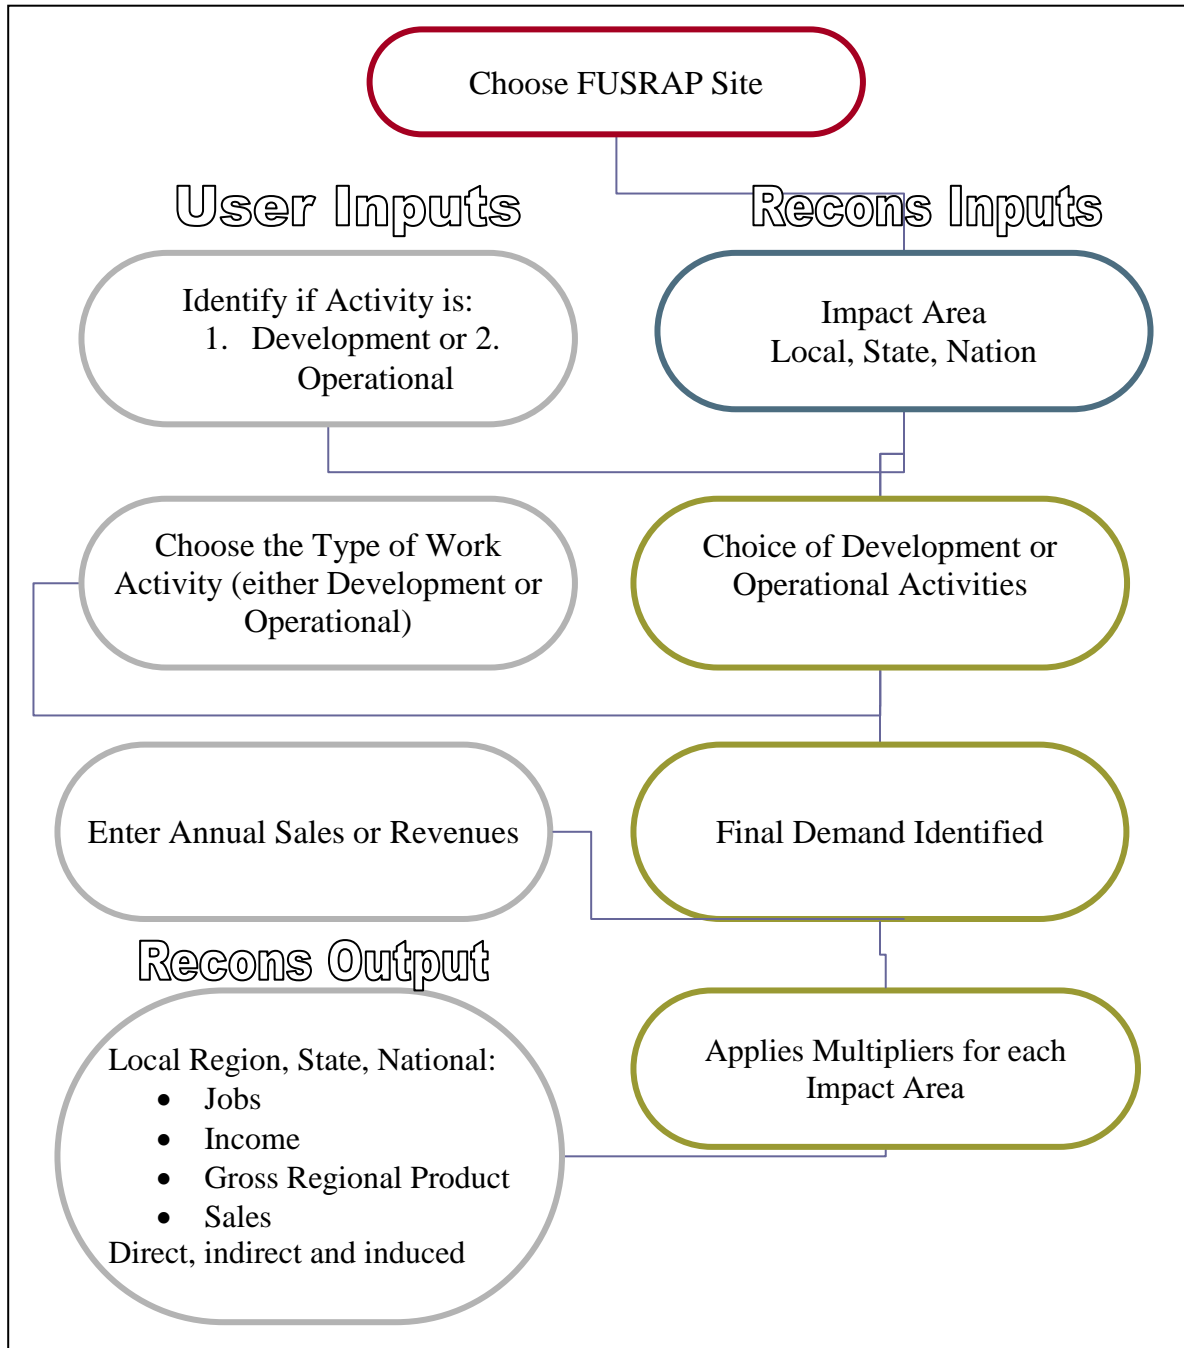 Choose FUSRAP Site
User Inputs
Recons Inputs
Identify if Activity is:
1. Development or 2.
Operational
Impact Area
Local, State, Nation
Choose the Type of Work
Activity (either Development or
Operational)
Choice of Development or
Operational Activities
Enter Annual Sales or Revenues
Final Demand Identified
Recons Output
Local Region, State, National:
• Jobs
• Income
• Gross Regional Product
• Sales
Direct, indirect and induced
Applies Multipliers for each
Impact Area